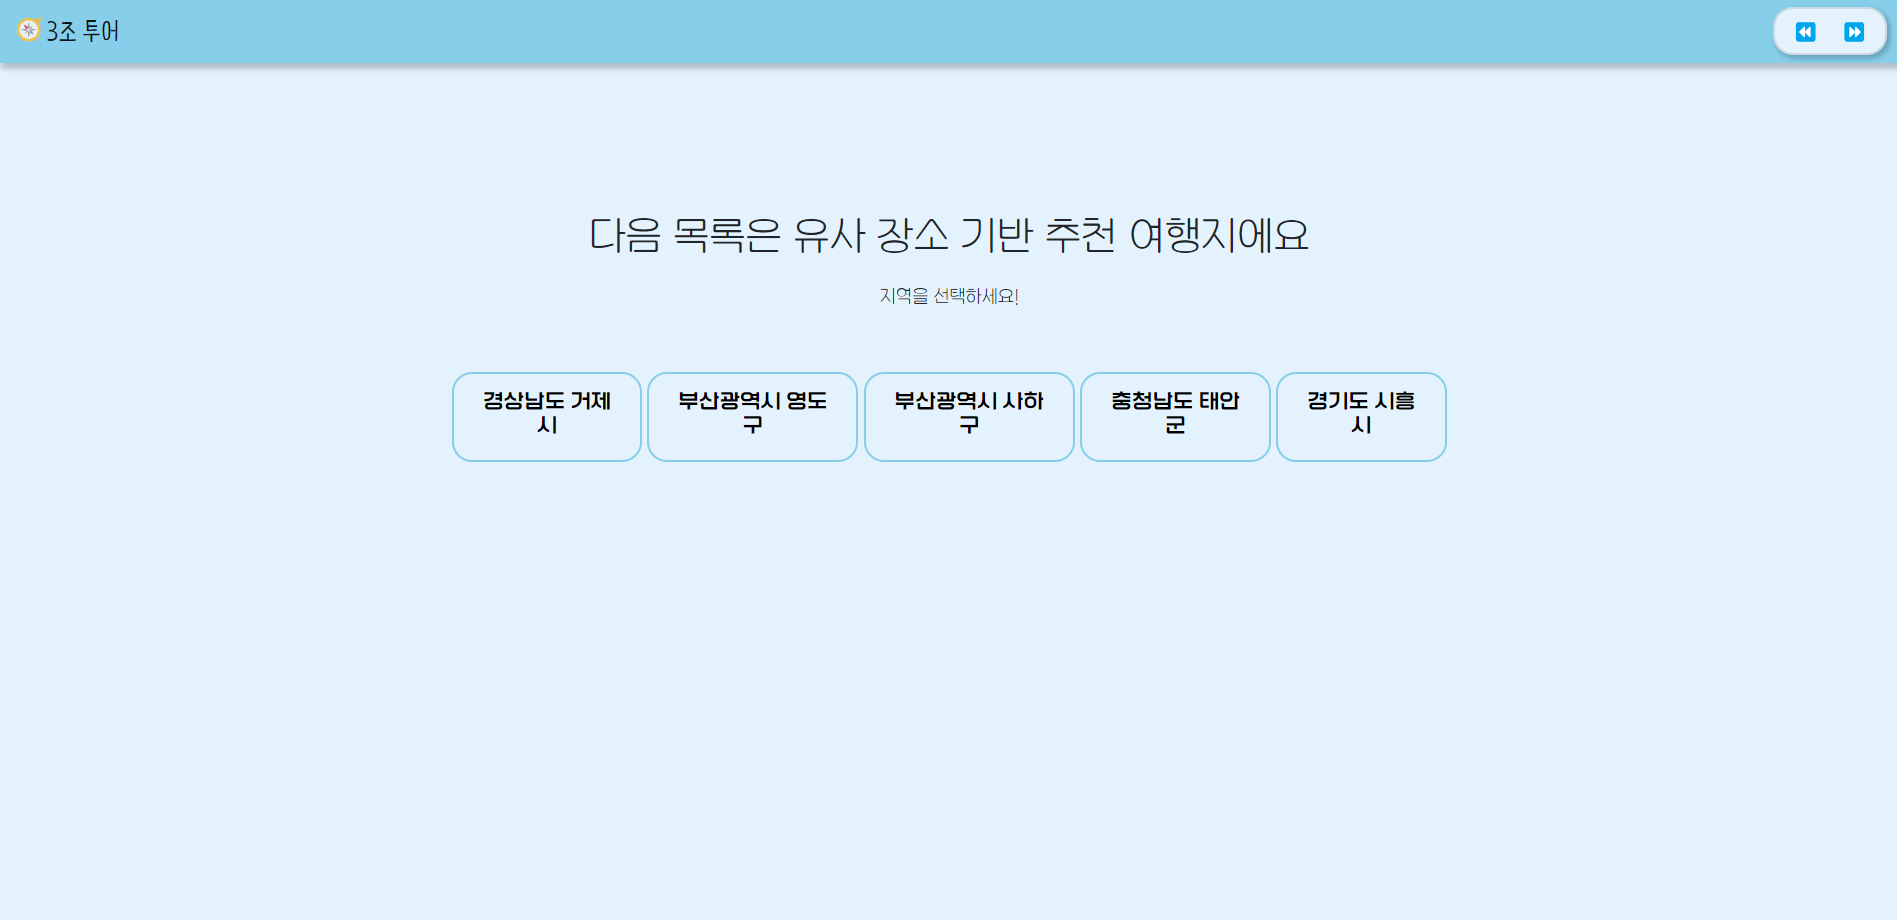 3조 투어
다음 목록은 유사 장소 기반 추천 여행지에요
지역을 선택하세요!
경상남도 거제
시
부산광역시 영도
구
부산광역시 사하
구
충청남도 태안
군
경기도 시흥
시